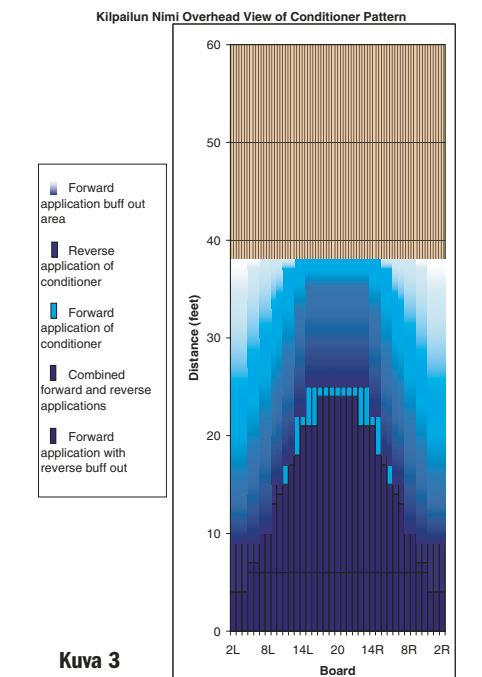 Kilpailun Nimi Overhead View of Conditioner Pattern
Forward
application buff out
area
Reverse
application of
conditioner
Forward
application of
conditioner
Combined
forward and reverse
applications
Forward
application with
reverse buff out
Distance (feet)
60
50
40
30
20
10
0
2L 8L 14L 20 14R 8R 2R
Board
Kuva 3